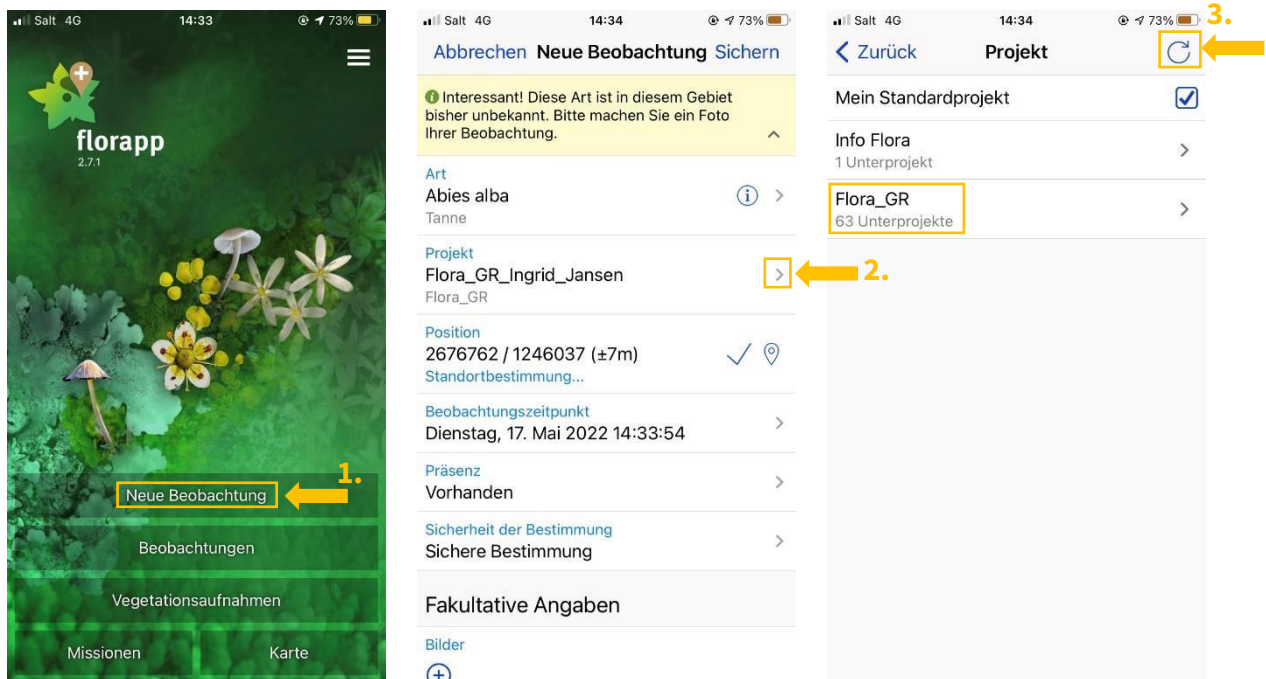 Salt 4G 14:33 73%
florapp
2.7.1
Neue Beobachtung
1.
Beobachtungen
Vegetationsaufnahmen
Missionen Karte
Salt 4G 14:34 73%
Abbrechen Neue Beobachtung Sichern
Interessant! Diese Art ist in diesem Gebiet
bisher unbekannt. Bitte machen Sie ein Foto
Ihrer Beobachtung.
Art
Abies alba
Tanne
Projekt
Flora_GR_Ingrid_Jansen
Flora_GR
2.
Position
2676762 / 1246037 (±7m)
Standortbestimmung...
Beobachtungszeitpunkt
Dienstag, 17. Mai 2022 14:33:54
Präsenz
Vorhanden
Sicherheit der Bestimmung
Sichere Bestimmung
Fakultative Angaben
Bilder
Salt 4G 14:34 73%
3.
Zurück Projekt
Mein Standardprojekt
Info Flora
1 Unterprojekt
Flora_GR
63 Unterprojekte